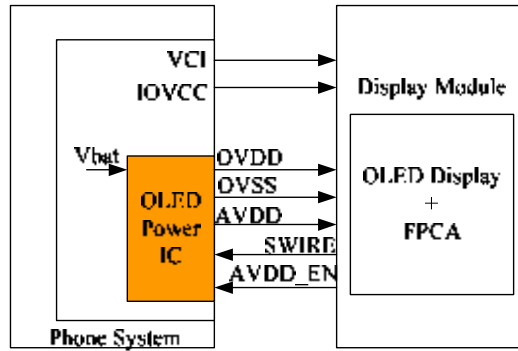 VCI
IOVCC
Display Module
Vbat
OLED
Power
IC
OVDD
OVSS
AVDD
SWIRE
AVDD_EN
OLED Display
+
FPCA
Phone System